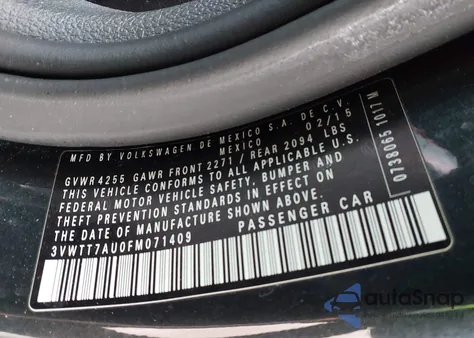 MFD BY VOLKSWAGEN DE MEXICO S.A. DE C.V.
MEXICO 02/15
GVWR 4255 GAWR FRONT 2271 / REAR 2094 LBS
THIS VEHICLE CONFORMS TO ALL APPLICABLE U.S.
FEDERAL MOTOR VEHICLE SAFETY, BUMPER AND
THEFT PREVENTION STANDARDS IN EFFECT ON
THE DATE OF MANUFACTURE SHOWN ABOVE.
3VWTT7AU0FM071409 PASSENGER CAR
0738065 1017M
autoSnap